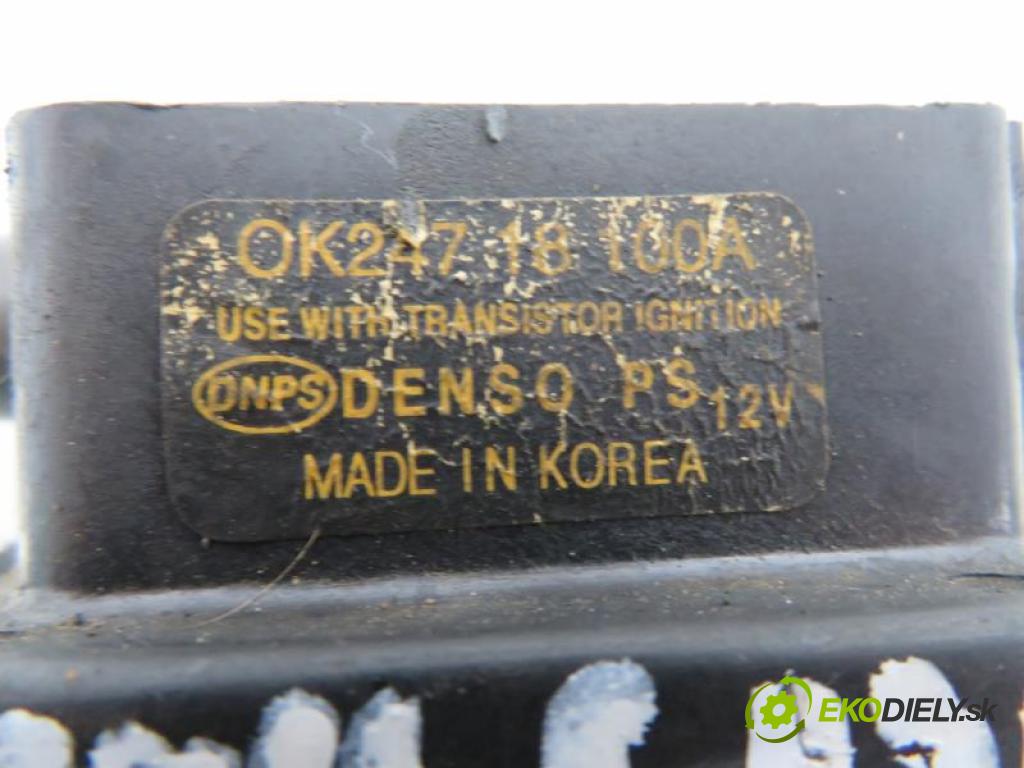 OK247 18 100A
USE WITH TRANSISTOR IGNITION
DNPS DENSO PS 12V
MADE IN KOREA
EKODIELY.sk